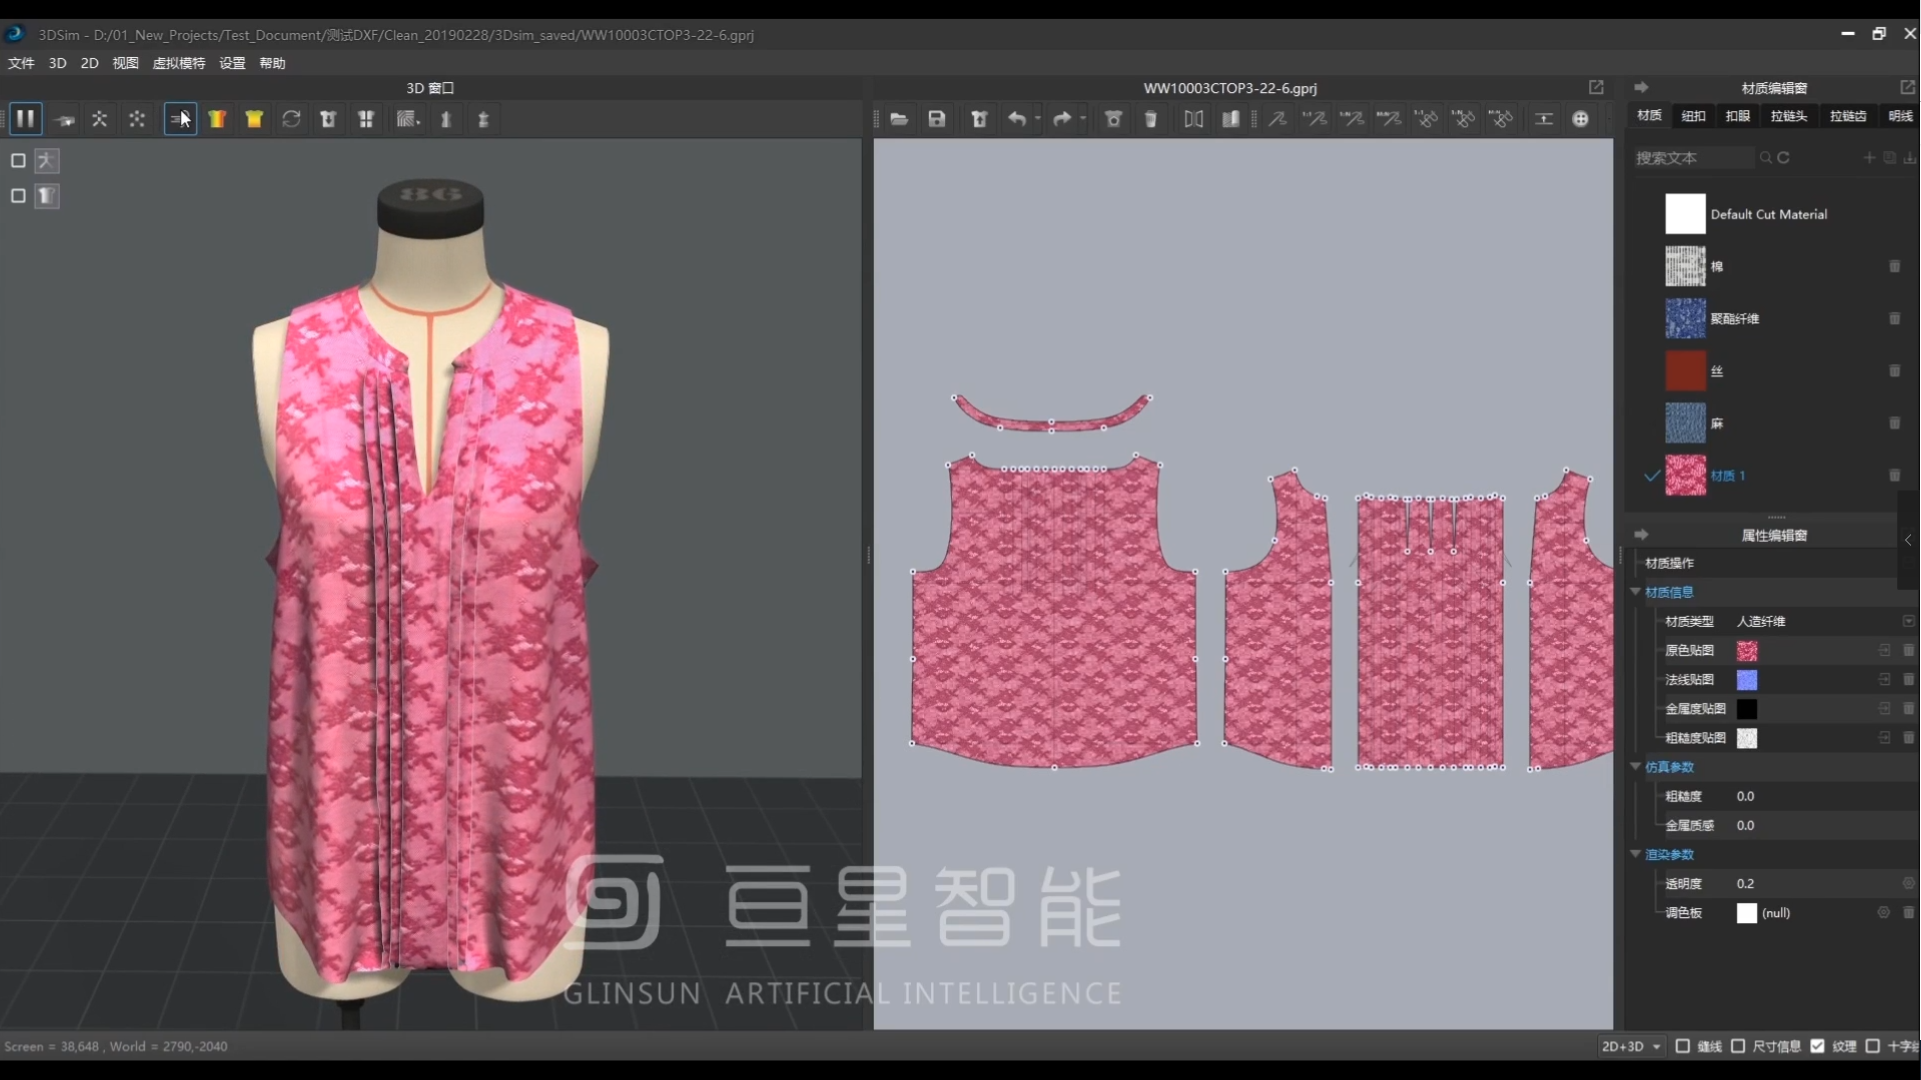 3DSim - D:/01_New_Projects/Test_Document/测试DXF/Clean_20190228/3Dsim_saved/WW10003CTOP3-22-6.gprj
文件 3D 2D 视图 虚拟模特 设置 帮助
3D 窗口
WW10003CTOP3-22-6.gprj
材质编辑窗
材质 纽扣 扣眼 拉链头 拉链齿 明线
搜索文本
86
Default Cut Material
棉
聚酯纤维
丝
麻
材质 1
属性编辑窗
材质操作
材质信息
材质类型 人造纤维
原色贴图
法线贴图
金属度贴图
粗糙度贴图
仿真参数
粗糙度 0.0
金属质感 0.0
渲染参数
透明度 0.2
调色板 (null)
亘星智能
GLINSUN ARTIFICIAL INTELLIGENCE
Screen = 38,648 , World = 2790,-2040
2D+3D 缝线 尺寸信息 纹理 十字